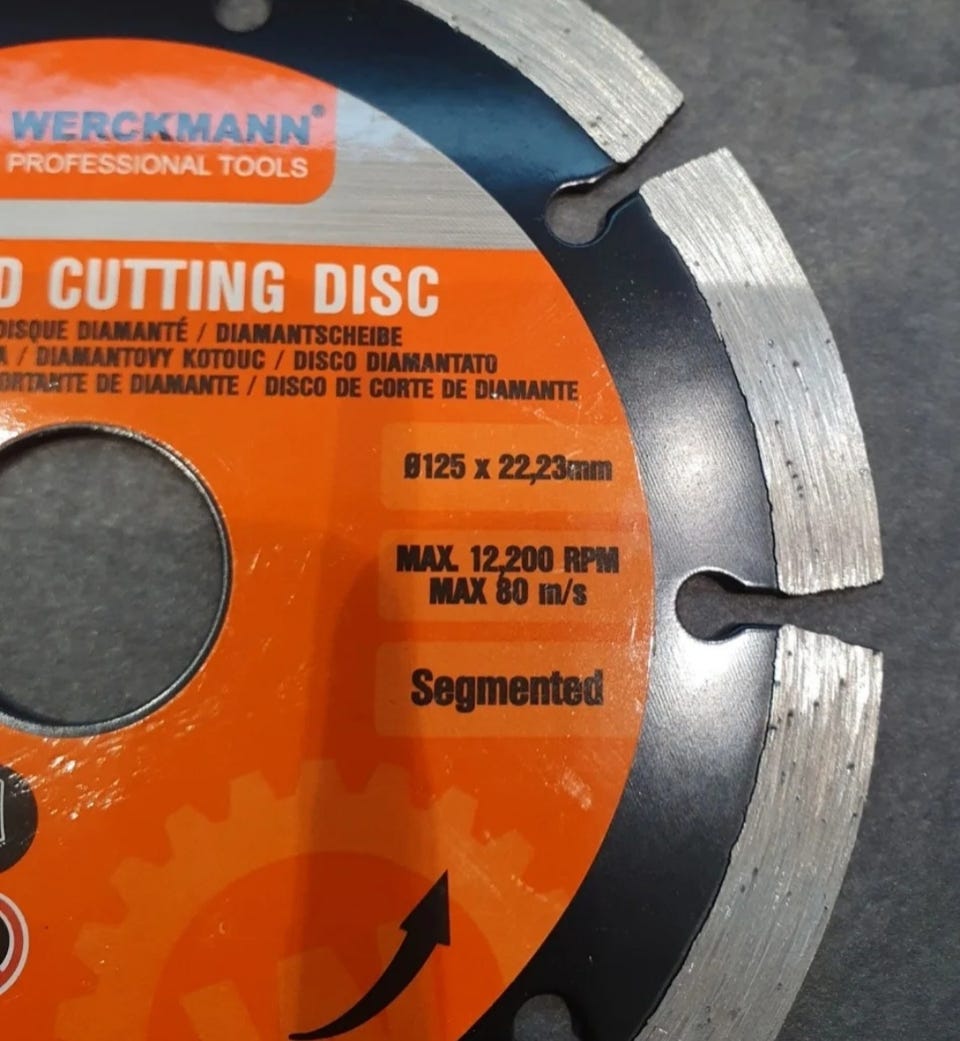 WERCKMANN®
PROFESSIONAL TOOLS
D CUTTING DISC
DISQUE DIAMANTÉ / DIAMANTSCHEIBE
A / DIAMANTOVY KOTOUC / DISCO DIAMANTATO
ORTANTE DE DIAMANTE / DISCO DE CORTE DE DIAMANTE
Ø125 x 22,23mm
MAX. 12,200 RPM
MAX 80 m/s
Segmented